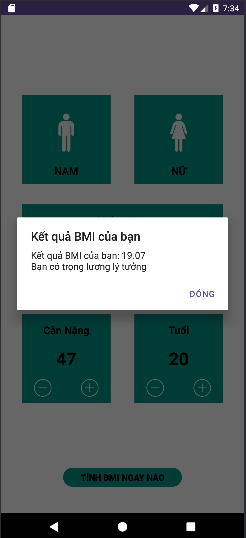 7:34
NAM
NỮ
Kết quả BMI của bạn
Kết quả BMI của bạn: 19.07
Bạn có trọng lượng lý tưởng
ĐÓNG
Cân Nặng
Tuổi
47
20
TÍNH BMI NGAY NÀO